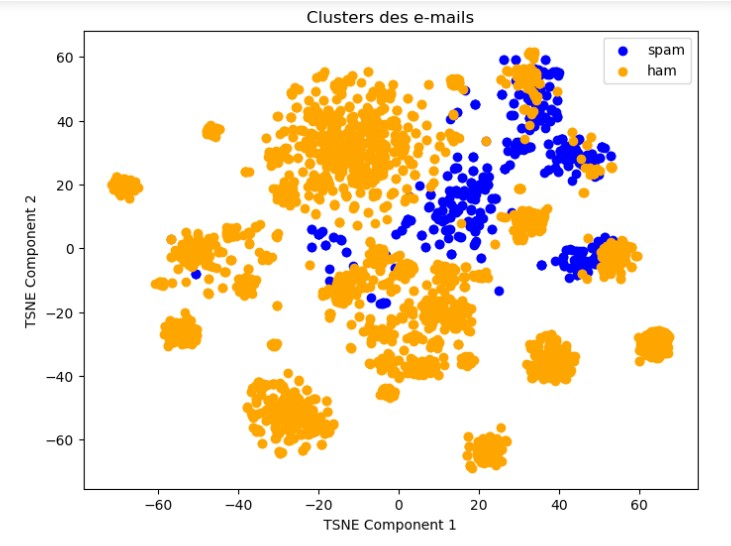 Clusters des e-mails
spam
ham
60
40
20
0
−20
−40
−60
TSNE Component 2
−60 −40 −20 0 20 40 60
TSNE Component 1